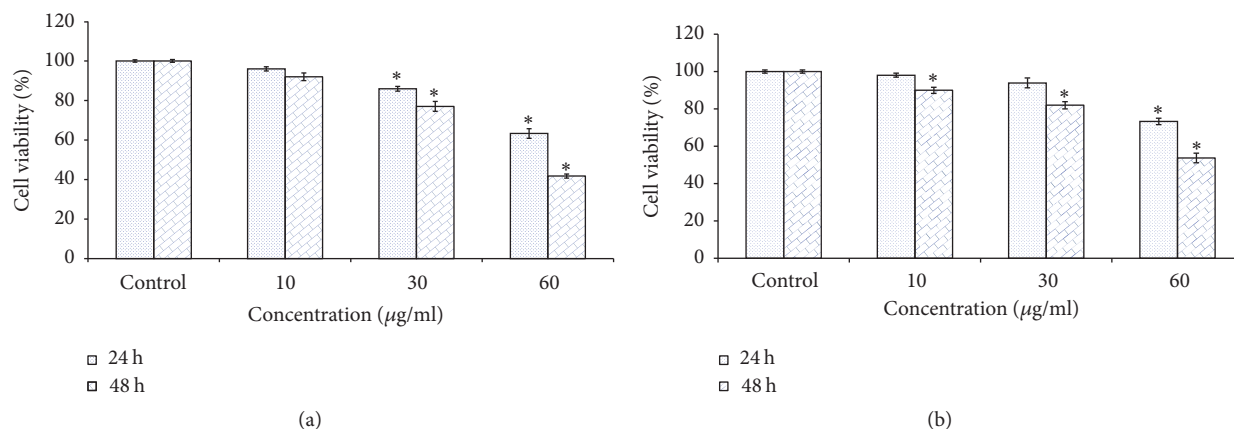 120
100
80
60
40
20
0
Cell viability (%)
*
*
*
*
Control 10 30 60
Concentration (μg/ml)
24 h
48 h
(a)
120
100
80
60
40
20
0
Cell viability (%)
*
*
*
*
Control 10 30 60
Concentration (μg/ml)
24 h
48 h
(b)